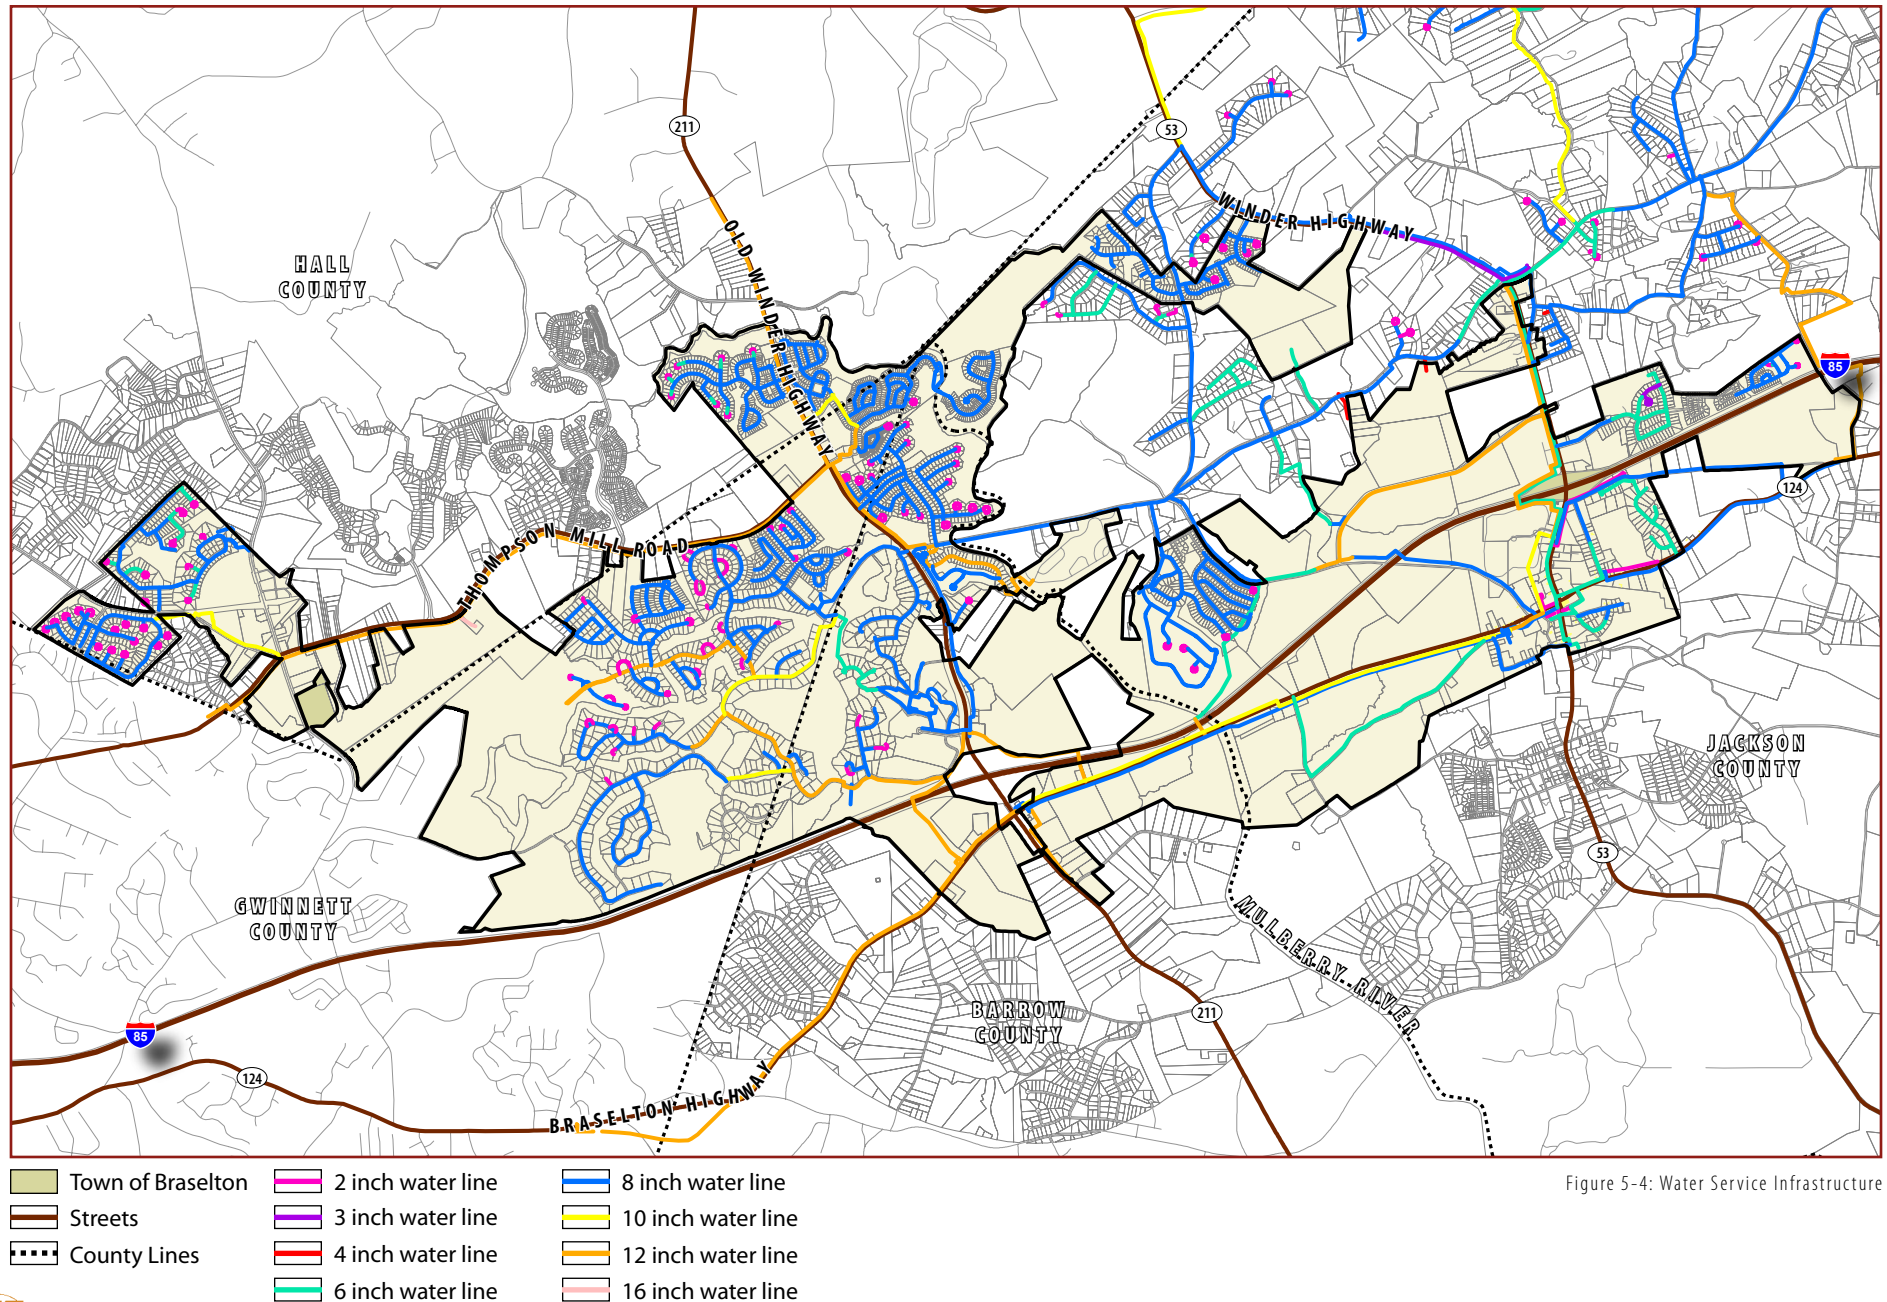 211
53
OLD WINDER HIGHWAY
WINDER HIGHWAY
HALL
COUNTY
85
124
THOMPSON MILL ROAD
JACKSON
COUNTY
53
GWINNETT
COUNTY
MULBERRY RIVER
BARROW
COUNTY
211
85
124
BRASELTON HIGHWAY
Town of Braselton
Streets
County Lines
2 inch water line
3 inch water line
4 inch water line
6 inch water line
8 inch water line
10 inch water line
12 inch water line
16 inch water line
Figure 5-4: Water Service Infrastructure